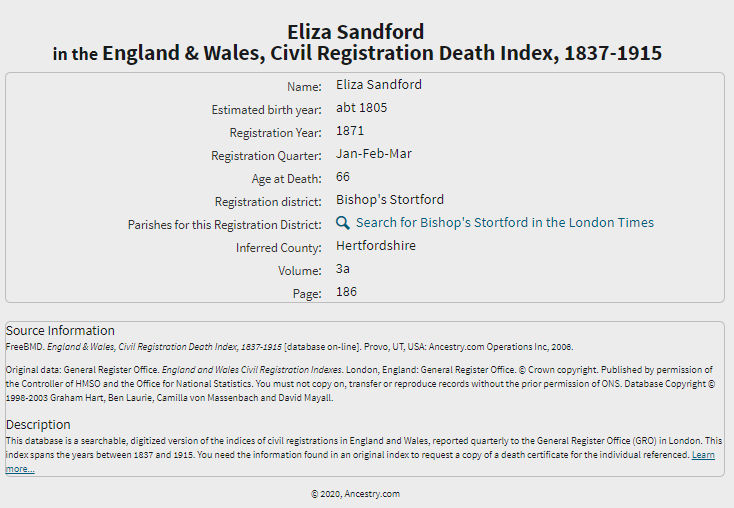 Eliza Sandford
in the England & Wales, Civil Registration Death Index, 1837-1915
Name: Eliza Sandford
Estimated birth year: abt 1805
Registration Year: 1871
Registration Quarter: Jan-Feb-Mar
Age at Death: 66
Registration district: Bishop's Stortford
Parishes for this Registration District: Search for Bishop's Stortford in the London Times
Inferred County: Hertfordshire
Volume: 3a
Page: 186
Source Information
FreeBMD. England & Wales, Civil Registration Death Index, 1837-1915 [database on-line]. Provo, UT, USA: Ancestry.com Operations Inc, 2006.
Original data: General Register Office. England and Wales Civil Registration Indexes. London, England: General Register Office. © Crown copyright. Published by permission of
the Controller of HMSO and the Office for National Statistics. You must not copy on, transfer or reproduce records without the prior permission of ONS. Database Copyright ©
1998-2003 Graham Hart, Ben Laurie, Camilla von Massenbach and David Mayall.
Description
This database is a searchable, digitized version of the indices of civil registrations in England and Wales, reported quarterly to the General Register Office (GRO) in London. This
index spans the years between 1837 and 1915. You need the information found in an original index to request a copy of a death certificate for the individual referenced. Learn
more...
© 2020, Ancestry.com